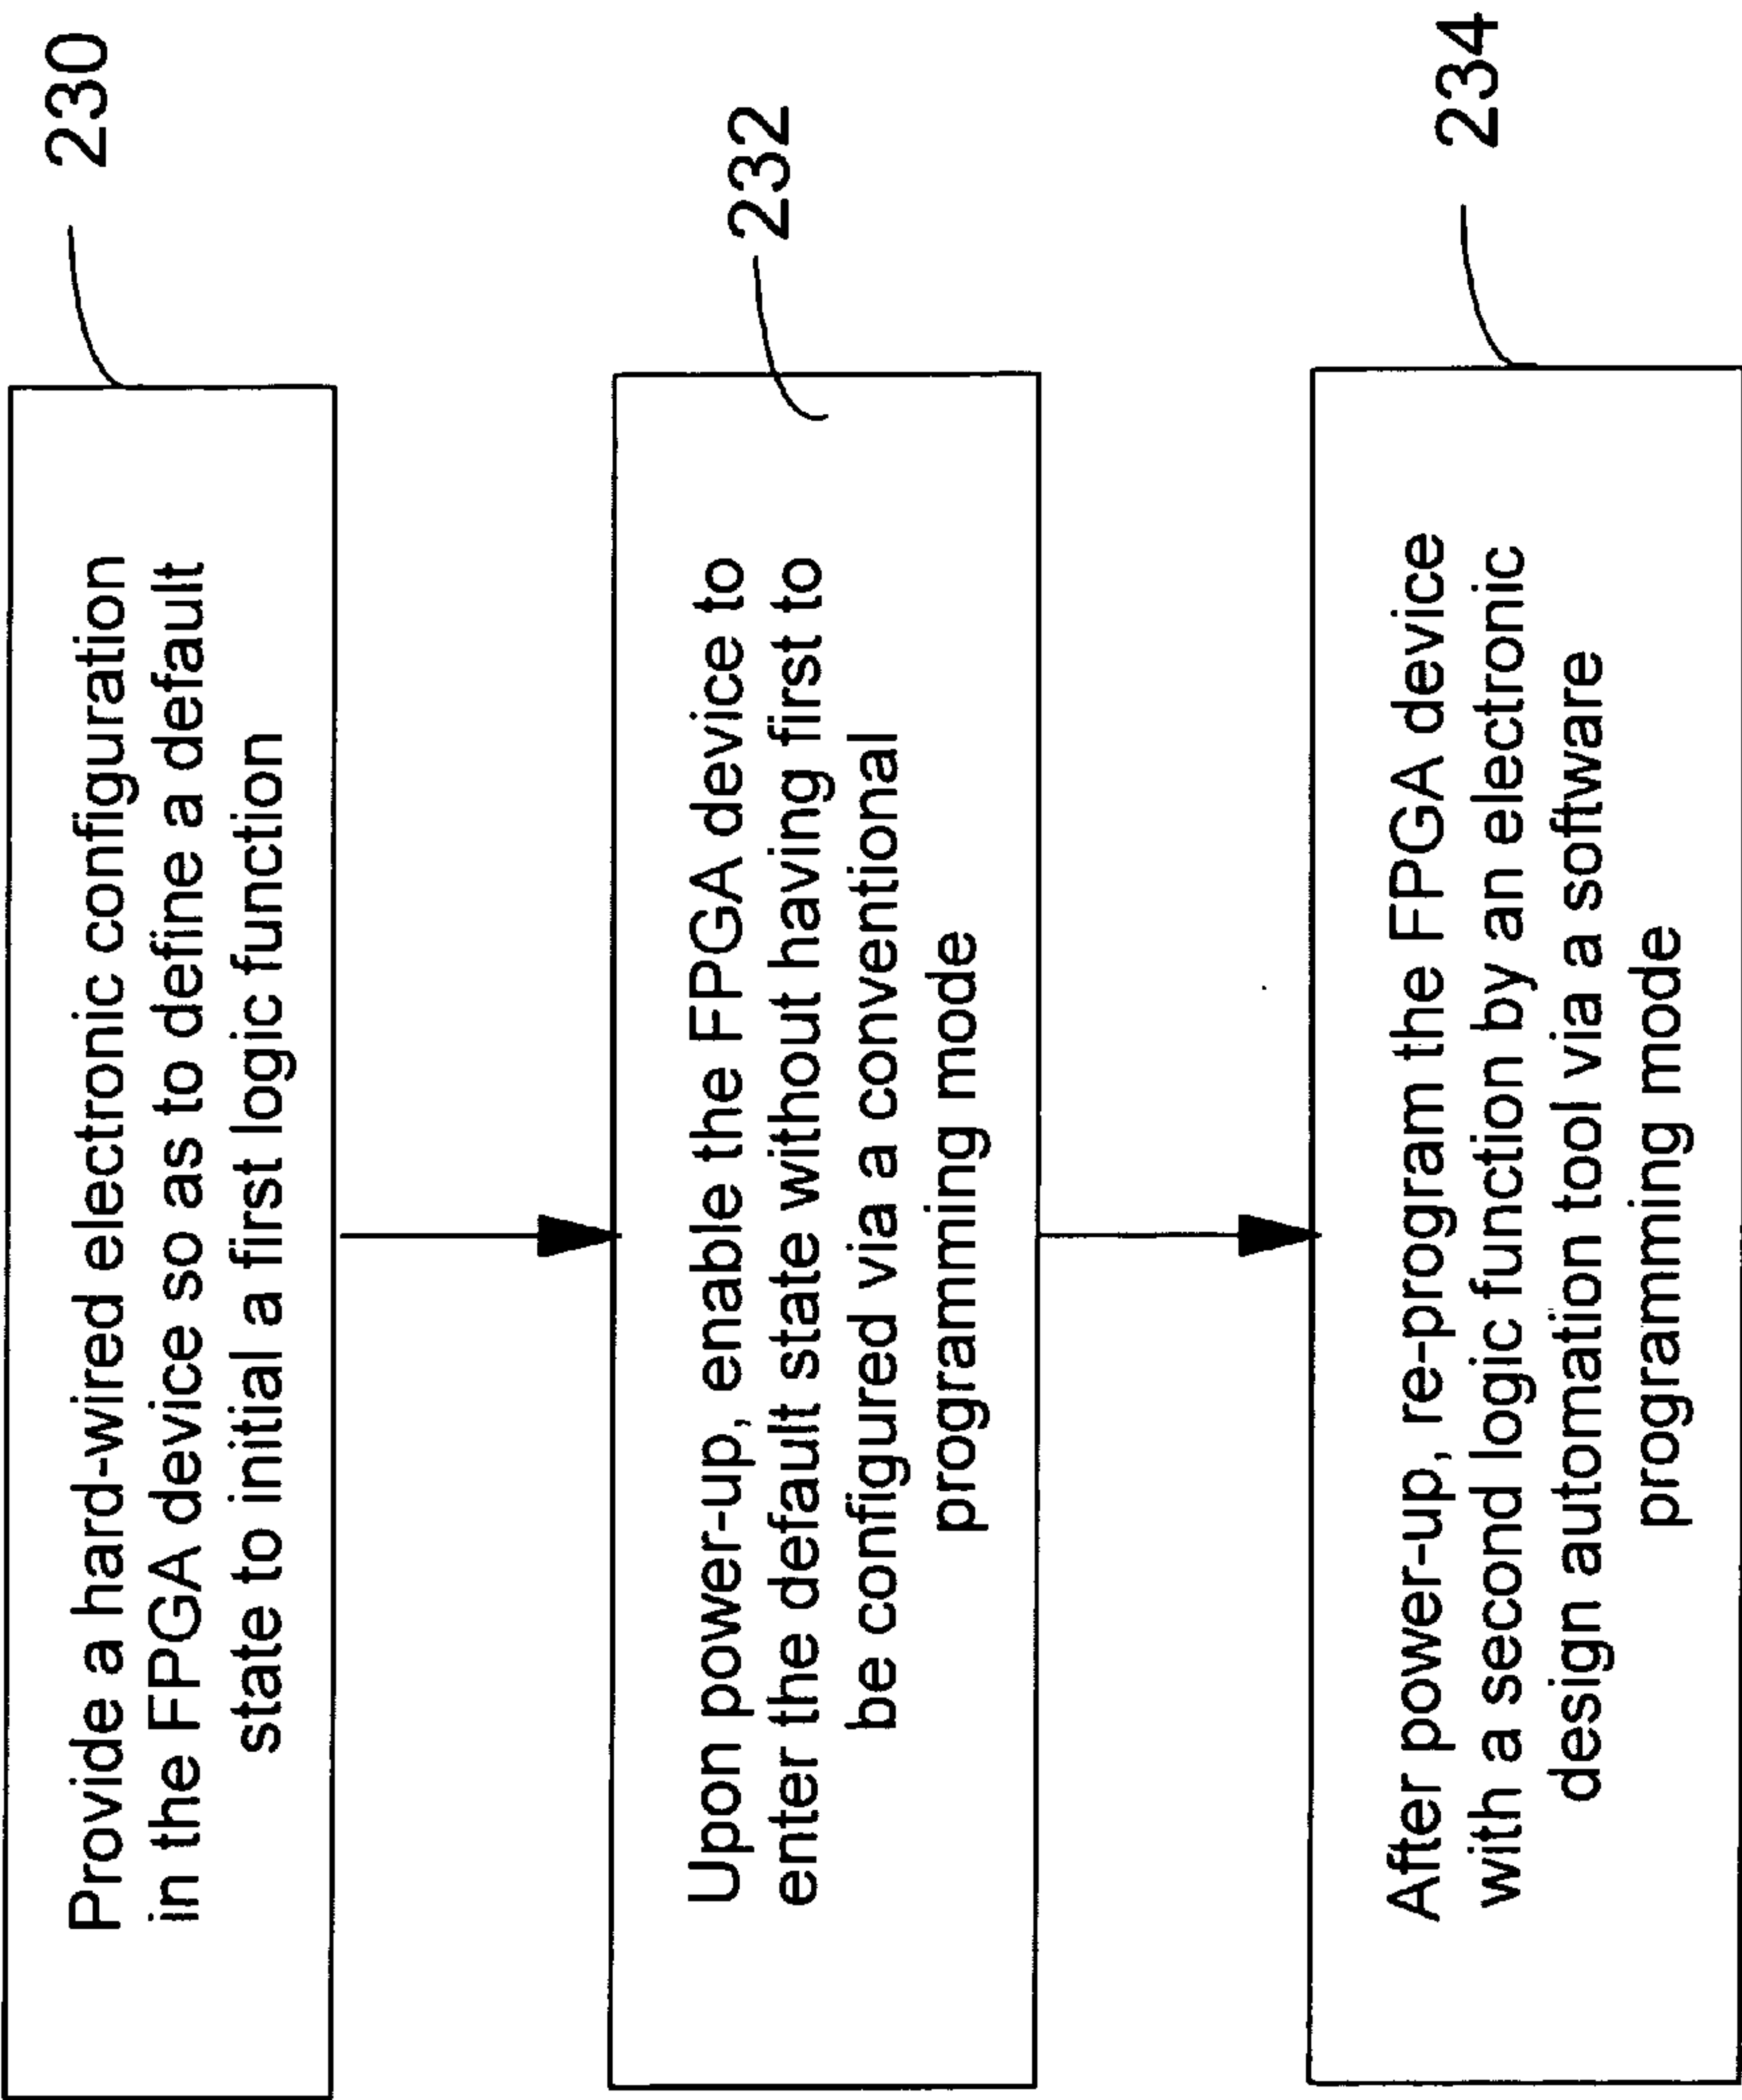 230
Provide a hard-wired electronic configuration
in the FPGA device so as to define a default
state to initial a first logic function
232
Upon power-up, enable the FPGA device to
enter the default state without having first to
be configured via a conventional
programming mode
234
After power-up, re-program the FPGA device
with a second logic function by an electronic
design automation tool via a software
programming mode